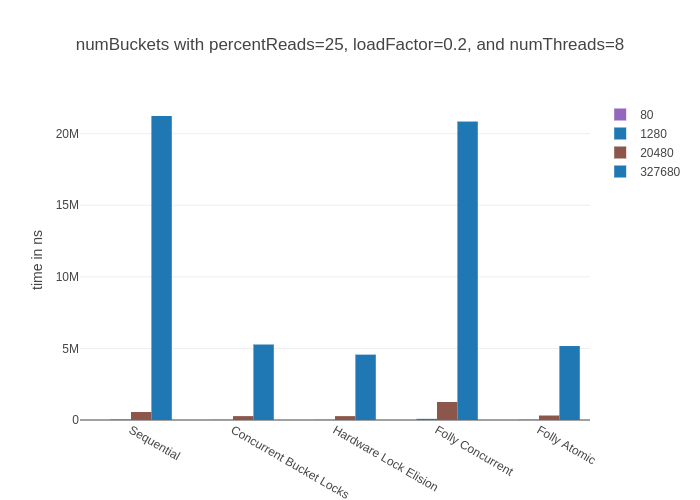 numBuckets with percentReads=25, loadFactor=0.2, and numThreads=8
80
1280
20480
327680
time in ns
20M
15M
10M
5M
0
Sequential
Concurrent Bucket Locks
Hardware Lock Elision
Folly Concurrent
Folly Atomic